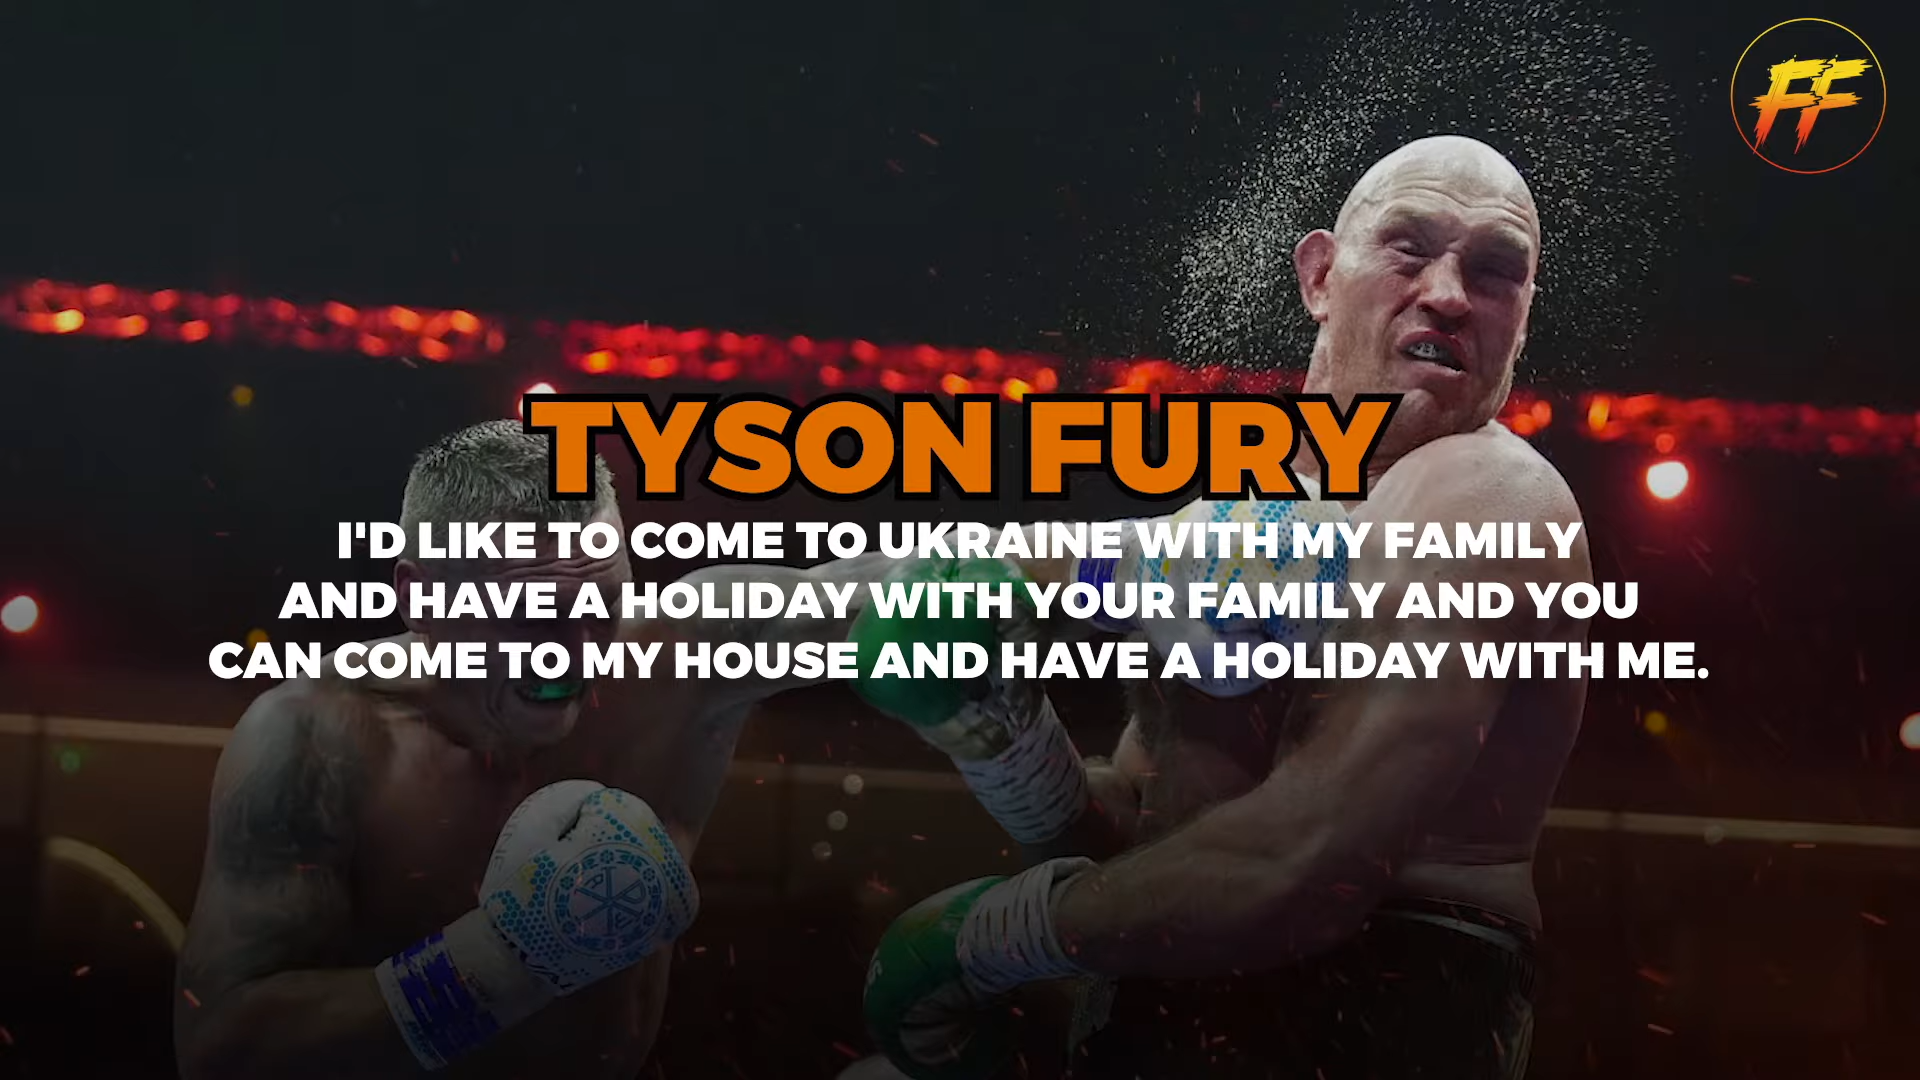 FF
TYSON FURY
I'D LIKE TO COME TO UKRAINE WITH MY FAMILY
AND HAVE A HOLIDAY WITH YOUR FAMILY AND YOU
CAN COME TO MY HOUSE AND HAVE A HOLIDAY WITH ME.